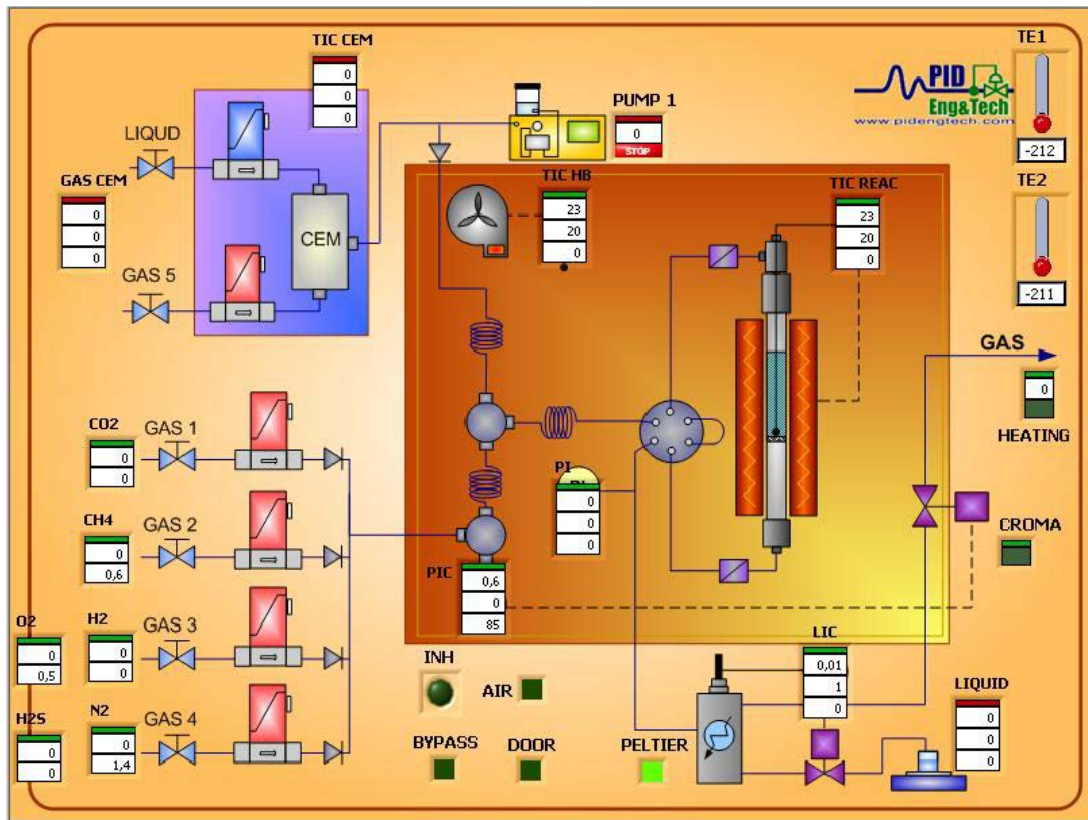 TIC CEM
0
0
0
LIQUD
GAS CEM
0
0
0
CEM
GAS 5
PUMP 1
0
STOP
PID
Eng&Tech
www.pidengtech.com
TE1
-212
TE2
-211
TIC HB
23
20
0
TIC REAC
23
20
0
GAS
0
HEATING
CROMA
CO2
0
0
GAS 1
CH4
0
0,6
GAS 2
O2
0
0,5
H2
0
0
GAS 3
H2S
0
0
N2
0
1,4
GAS 4
PI
0
0
0
PIC
0,6
0
85
INH
AIR
BYPASS
DOOR
PELTIER
LIC
0,01
1
0
LIQUID
0
0
0